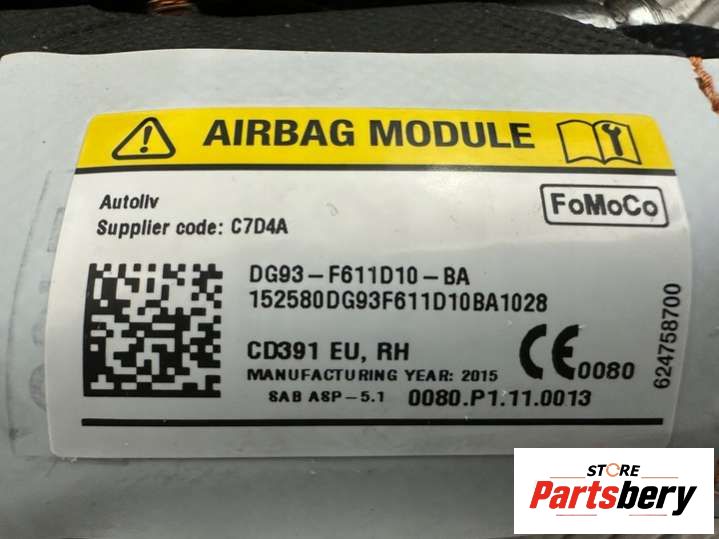 AIRBAG MODULE
Autoliv
Supplier code: C7D4A
FoMoCo
DG93-F611D10-BA
152580DG93F611D10BA1028
CD391 EU, RH
MANUFACTURING YEAR: 2015
SAB ASP-5.1 0080.P1.11.0013
CE 0080
624758700
STORE
Partsbery